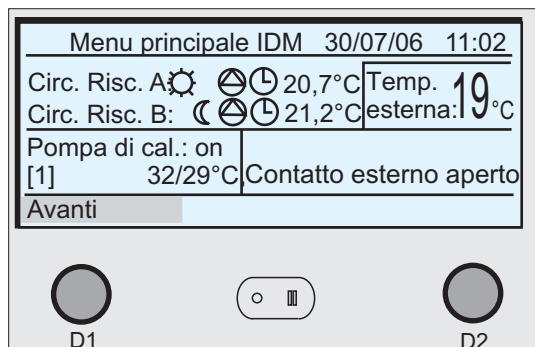 Menu principale IDM 30/07/06 11:02
Circ. Risc. A: 20,7°C Temp.
Circ. Risc. B: 21,2°C esterna: 19°C
Pompa di cal.: on
[1] 32/29°C Contatto esterno aperto
Avanti
D1 D2